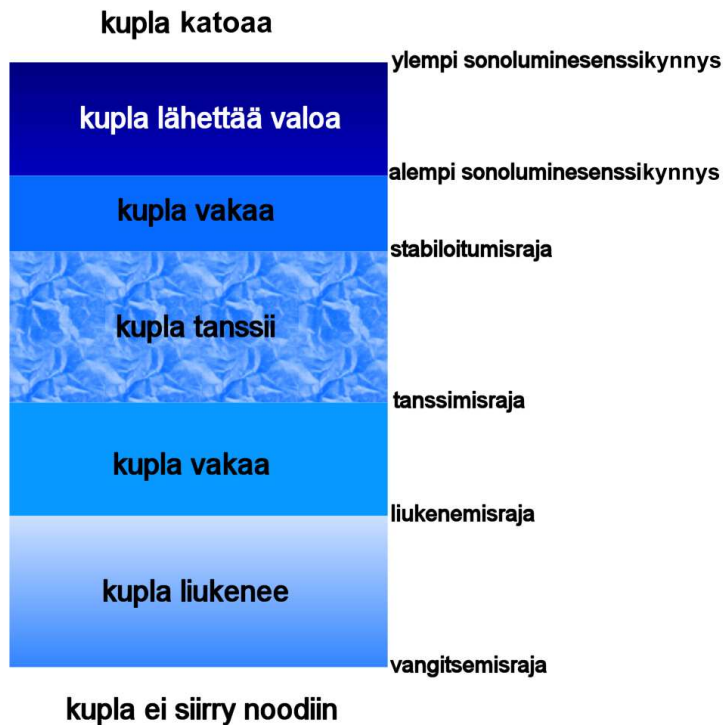 kupla katoaa
ylempi sonoluminesenssikynnys
kupla lähettää valoa
alempi sonoluminesenssikynnys
kupla vakaa
stabiloitumisraja
kupla tanssii
tanssimisraja
kupla vakaa
liukenemisraja
kupla liukenee
vangitsemisraja
kupla ei siirry noodiin